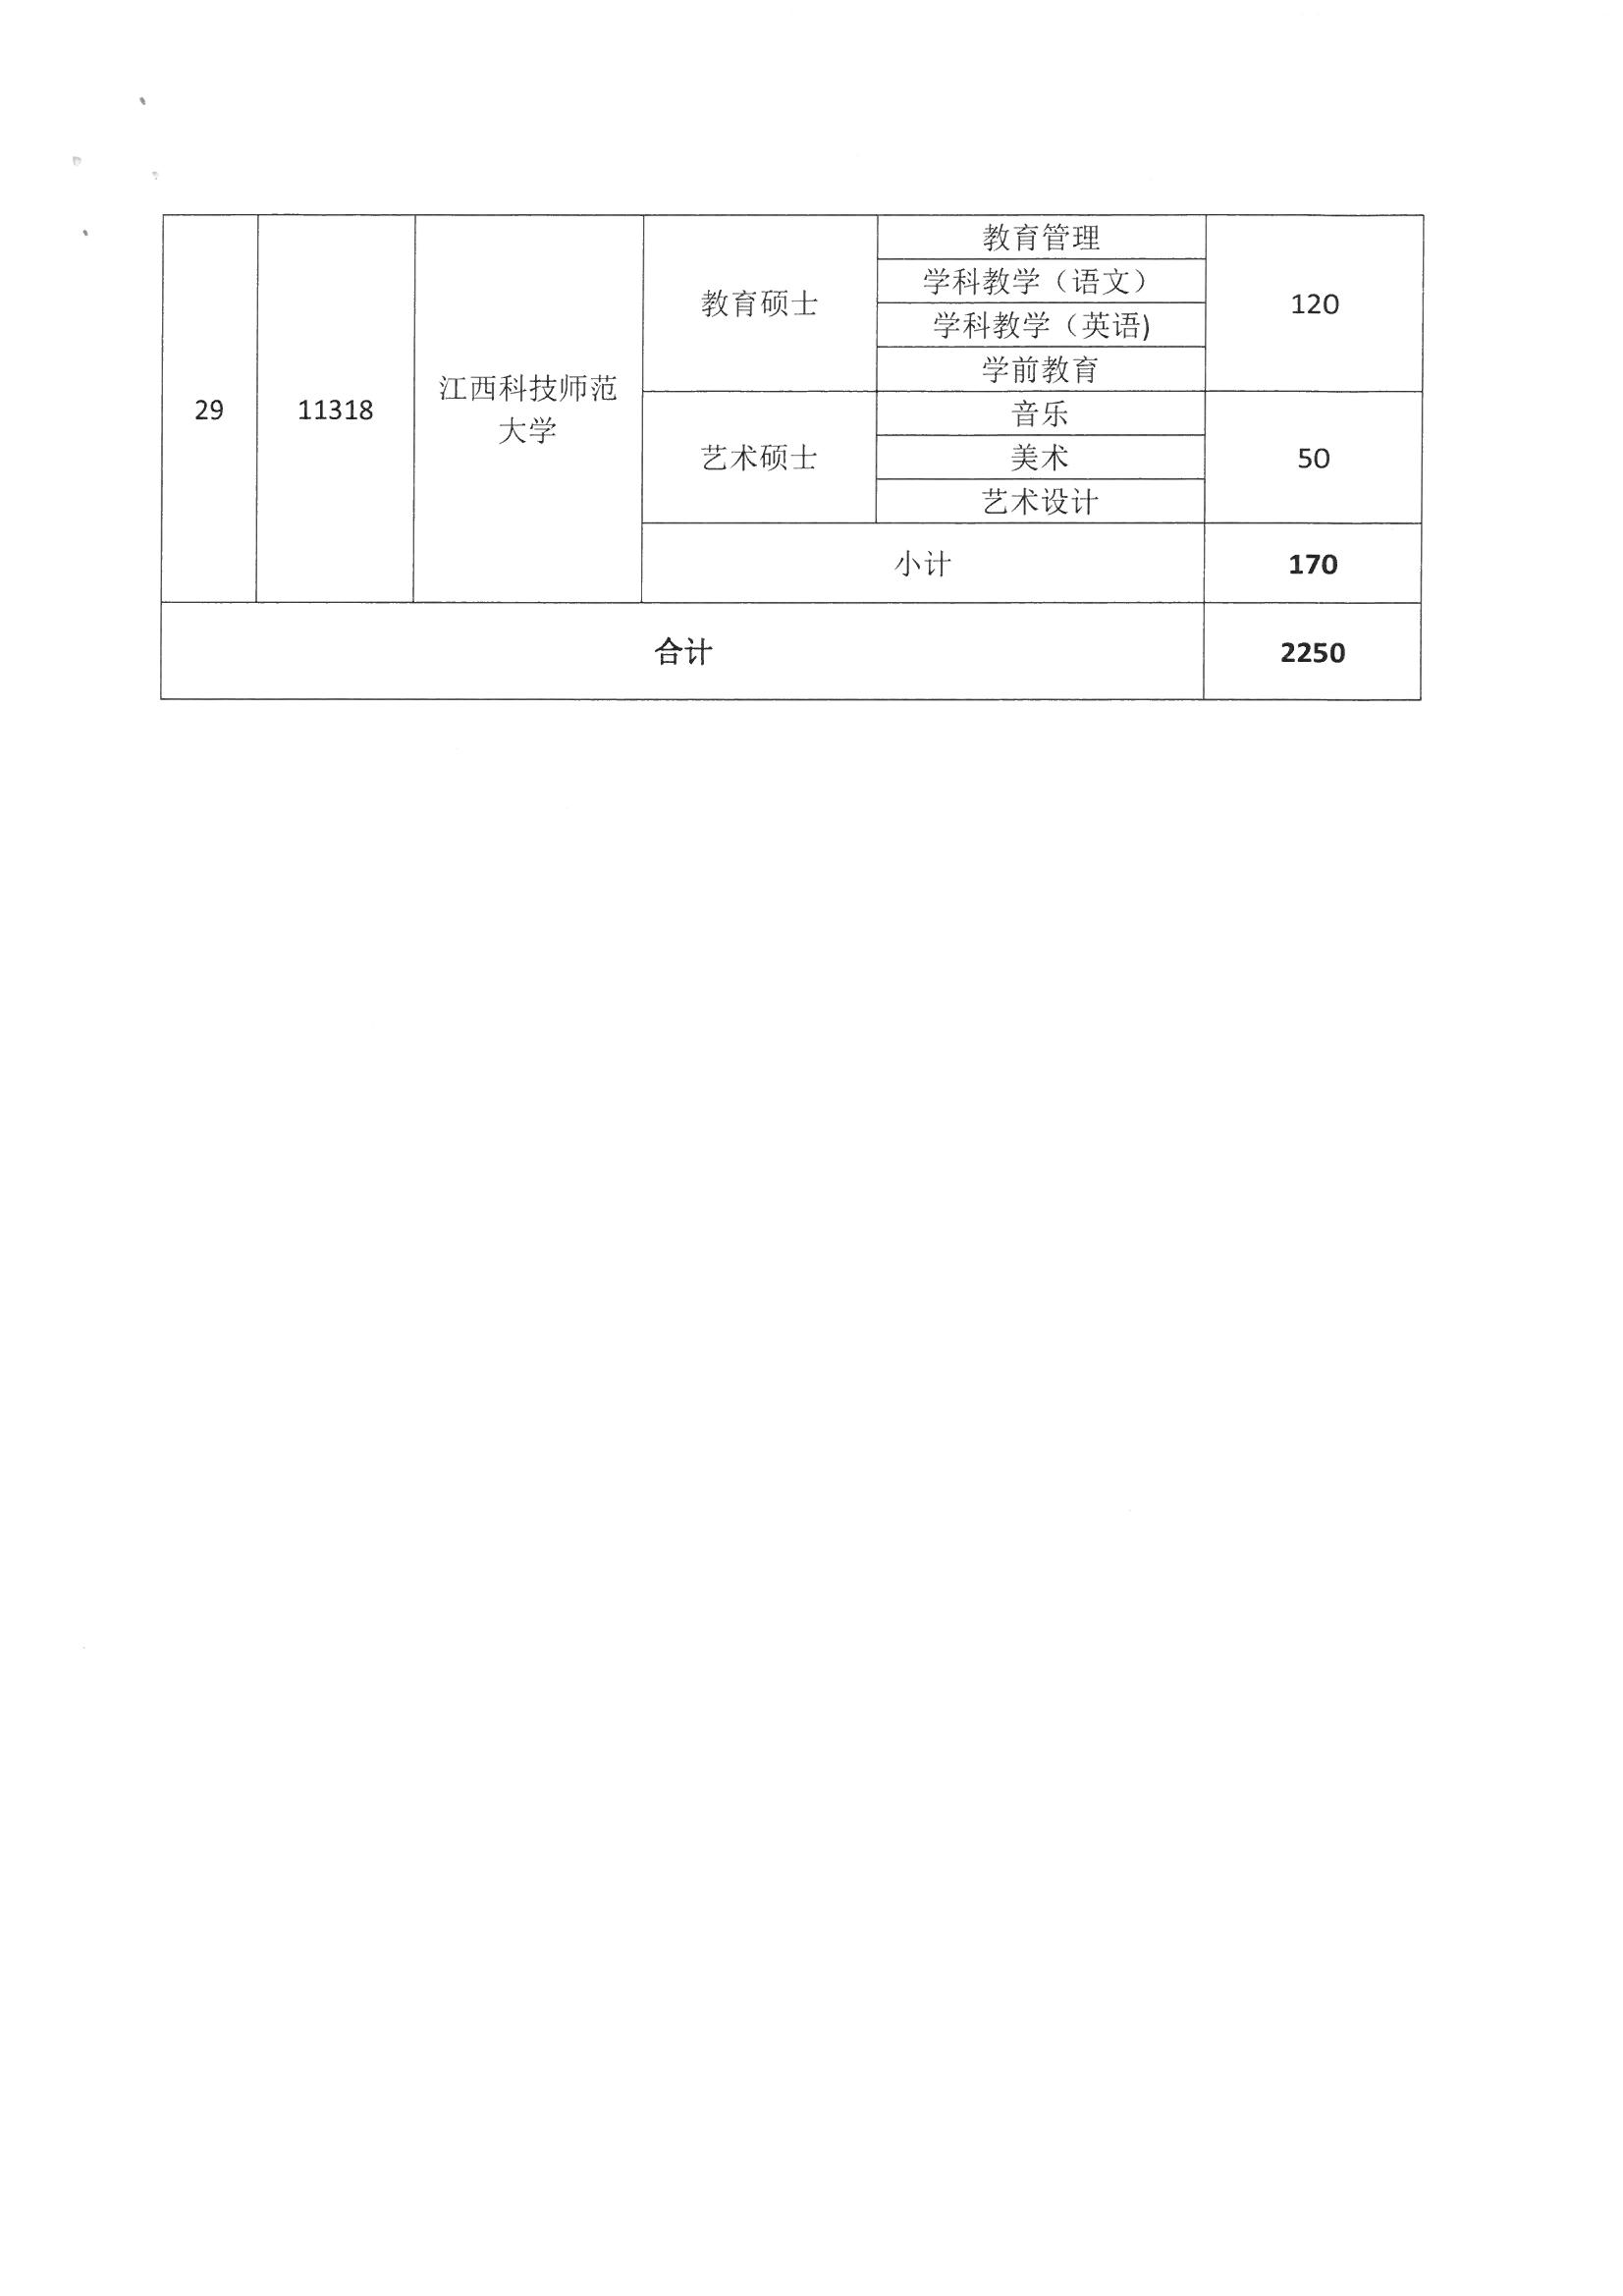 29
11318
江西科技师范
大学
教育硕士
教育管理
学科教学（语文）
学科教学（英语)
学前教育
120
艺术硕士
音乐
美术
艺术设计
50
小计
170
合计
2250